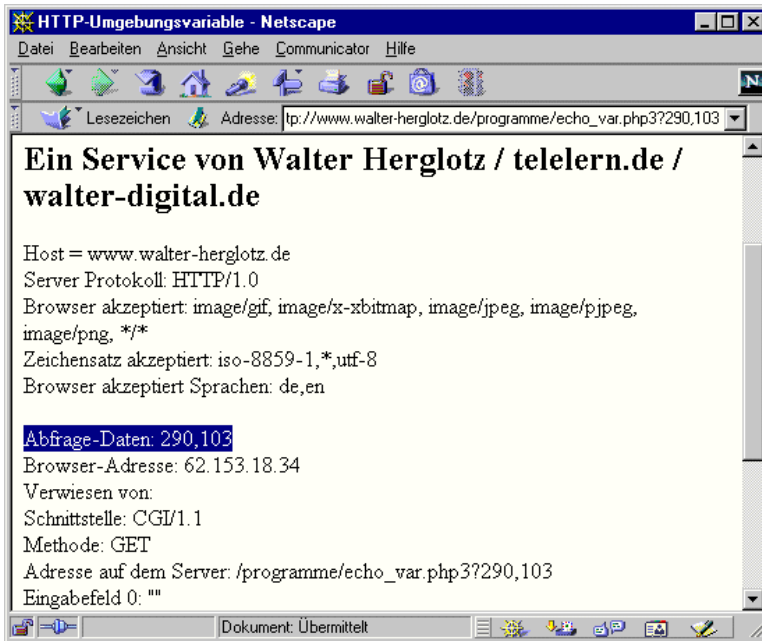 HTTP-Umgebungsvariable - Netscape
Datei Bearbeiten Ansicht Gehe Communicator Hilfe
N
Lesezeichen Adresse: tp://www.walter-herglotz.de/programme/echo_var.php3?290,103
Ein Service von Walter Herglotz / telelern.de /
walter-digital.de
Host = www.walter-herglotz.de
Server Protokoll: HTTP/1.0
Browser akzeptiert: image/gif, image/x-xbitmap, image/jpeg, image/pjpeg,
image/png, */*
Zeichensatz akzeptiert: iso-8859-1,*,utf-8
Browser akzeptiert Sprachen: de,en
Abfrage-Daten: 290,103
Browser-Adresse: 62.153.18.34
Verwiesen von:
Schnittstelle: CGI/1.1
Methode: GET
Adresse auf dem Server: /programme/echo_var.php3?290,103
Eingabefeld 0: ""
Dokument: Übermittelt